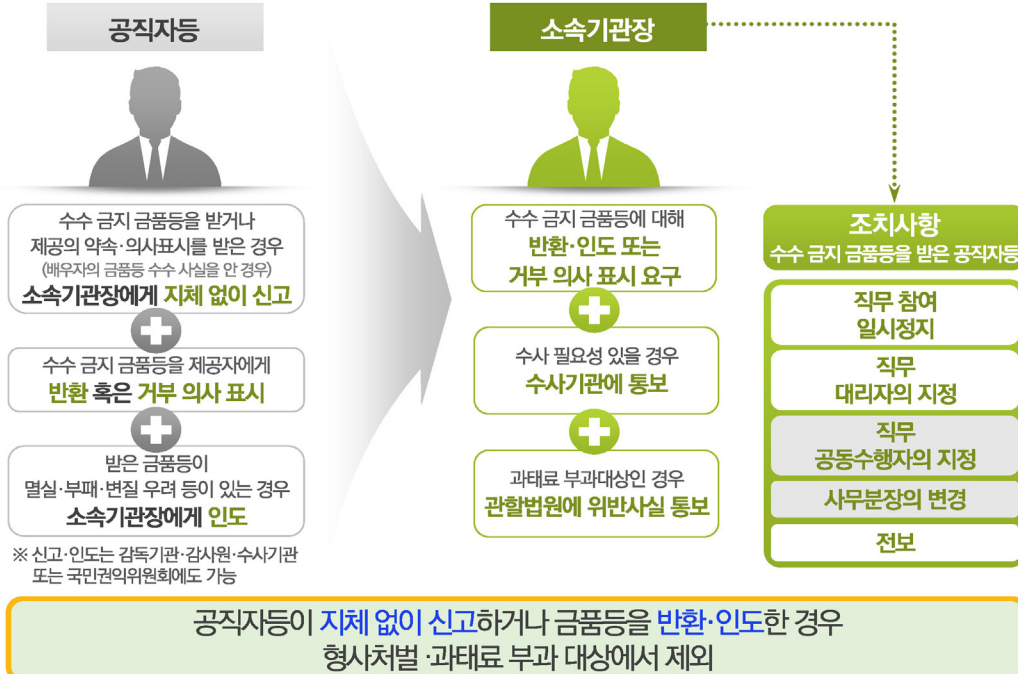 공직자등
수수 금지 금품등을 받거나
제공의 약속·의사표시를 받은 경우
(배우자의 금품등 수수 사실을 안 경우)
소속기관장에게 지체 없이 신고
수수 금지 금품등을 제공자에게
반환 혹은 거부 의사 표시
받은 금품등이
멸실·부패·변질 우려 등이 있는 경우
소속기관장에게 인도
※ 신고·인도는 감독기관·감사원·수사기관
또는 국민권익위원회에도 가능
소속기관장
수수 금지 금품등에 대해
반환·인도 또는
거부 의사 표시 요구
수사 필요성 있을 경우
수사기관에 통보
과태료 부과대상인 경우
관할법원에 위반사실 통보
조치사항
수수 금지 금품등을 받은 공직자등
직무 참여
일시정지
직무
대리자의 지정
직무
공동수행자의 지정
사무분장의 변경
전보
공직자등이 지체 없이 신고하거나 금품등을 반환·인도한 경우
형사처벌·과태료 부과 대상에서 제외